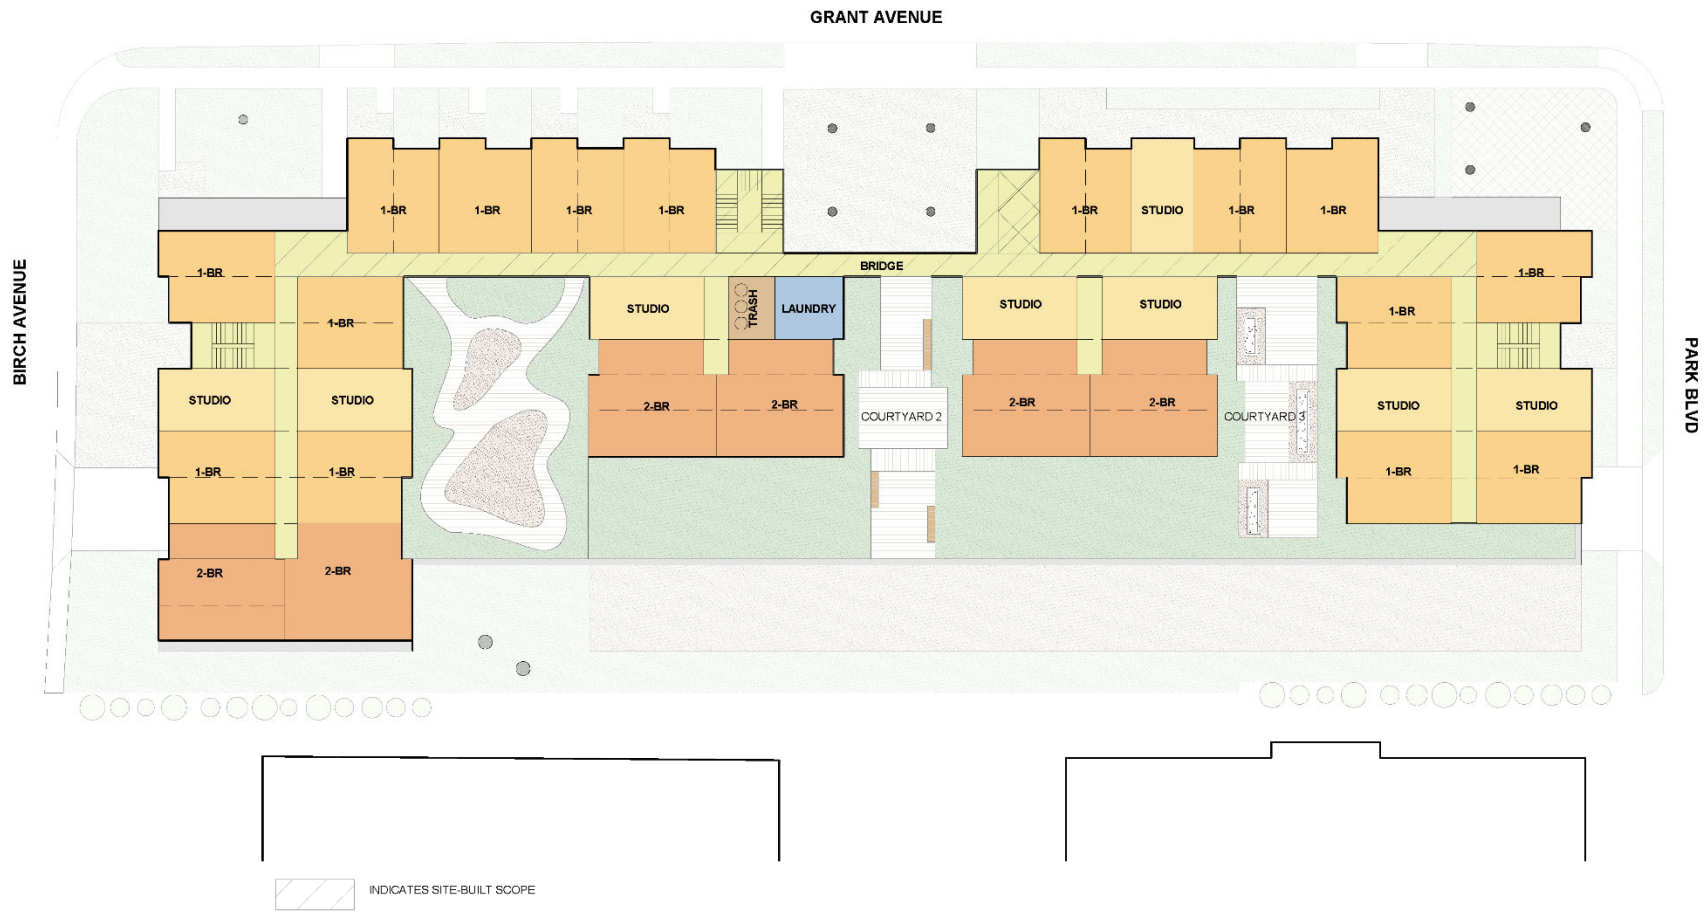 GRANT AVENUE
1-BR
1-BR
1-BR
1-BR
1-BR
STUDIO
1-BR
1-BR
BRIDGE
1-BR
1-BR
BIRCH AVENUE
STUDIO
TRASH
LAUNDRY
STUDIO
STUDIO
1-BR
1-BR
PARK BLVD
STUDIO
STUDIO
2-BR
2-BR
COURTYARD 2
2-BR
2-BR
COURTYARD 3
STUDIO
STUDIO
1-BR
1-BR
1-BR
1-BR
2-BR
2-BR
INDICATES SITE-BUILT SCOPE